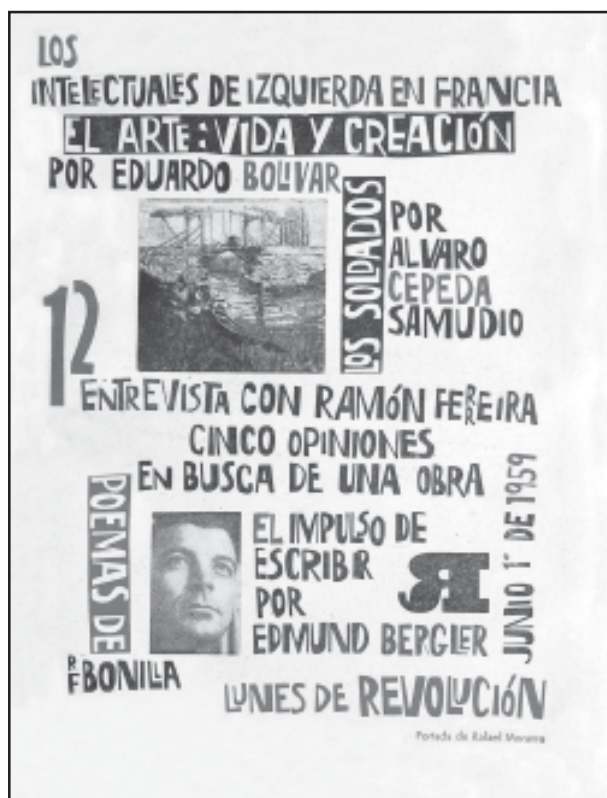 LOS
INTELECTUALES DE IZQUIERDA EN FRANCIA
EL ARTE: VIDA Y CREACIÓN
POR EDUARDO BOLIVAR
LOS SOLDADOS
POR
ALVARO
CEPEDA
SAMUDIO
12
ENTREVISTA CON RAMÓN FERREIRA
CINCO OPINIONES
EN BUSCA DE UNA OBRA
POEMAS DE
RF BONILLA
EL IMPULSO DE
ESCRIBIR
POR
EDMUND BERGLER
R
JUNIO 1º DE 1959
LUNES DE REVOLUCIÓN
Portada de Rafael